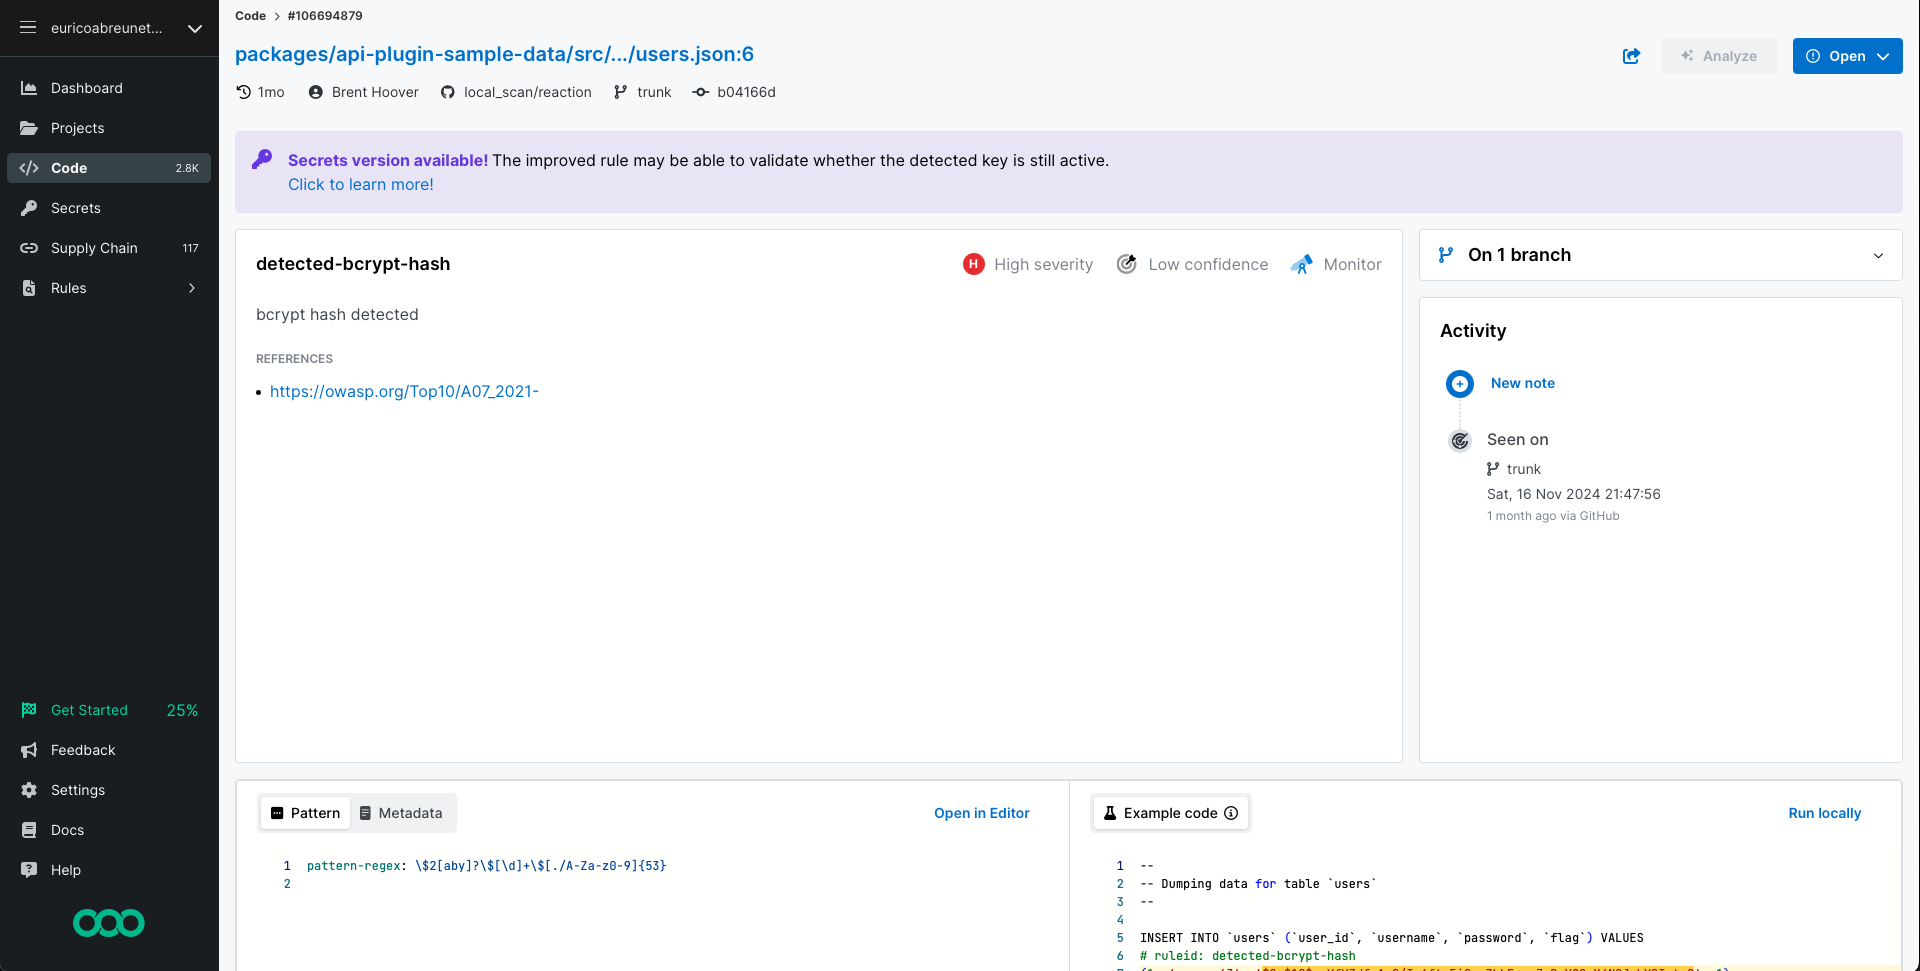 euricoabreunet...
Dashboard
Projects
Code 2.8K
Secrets
Supply Chain 117
Rules
Get Started 25%
Feedback
Settings
Docs
Help
Code > #106694879
packages/api-plugin-sample-data/src/.../users.json:6
Analyze
Open
1mo Brent Hoover local_scan/reaction trunk b04166d
Secrets version available! The improved rule may be able to validate whether the detected key is still active.
Click to learn more!
detected-bcrypt-hash
H High severity Low confidence Monitor
bcrypt hash detected
REFERENCES
• https://owasp.org/Top10/A07_2021-
On 1 branch
Activity
New note
Seen on
trunk
Sat, 16 Nov 2024 21:47:56
1 month ago via GitHub
Pattern Metadata Open in Editor
1 pattern-regex: \$2[aby]?\$[\d]+\$[./A-Za-z0-9]{53}
2
Example code Run locally
1 --
2 -- Dumping data for table `users`
3 --
4
5 INSERT INTO `users` (`user_id`, `username`, `password`, `flag`) VALUES
6 # ruleid: detected-bcrypt-hash